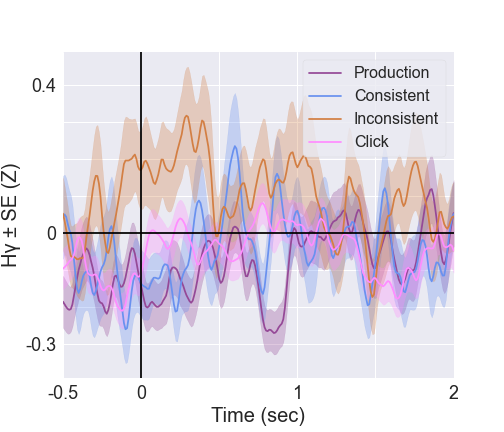 Production
Consistent
Inconsistent
Click
0.4
0
-0.3
Hγ ± SE (Z)
-0.5
0
1
2
Time (sec)